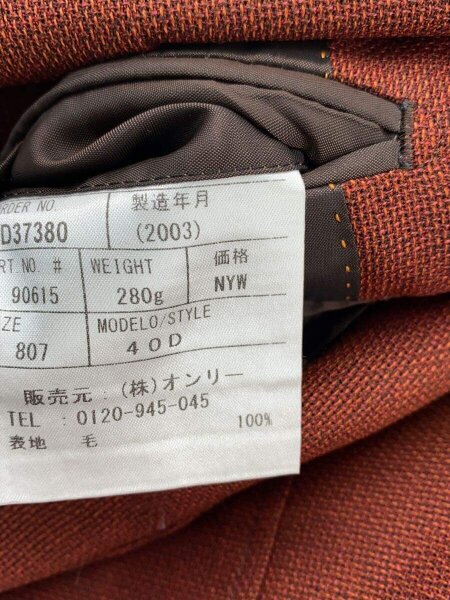 RDER NO. 製造年月
D37380 (2003)
RT.NO. # WEIGHT 価格
90615 280g NYW
ZE MODELO/STYLE
807 40D
販売元:(株)オンリー
TEL : 0120-945-045
表地 毛 100%